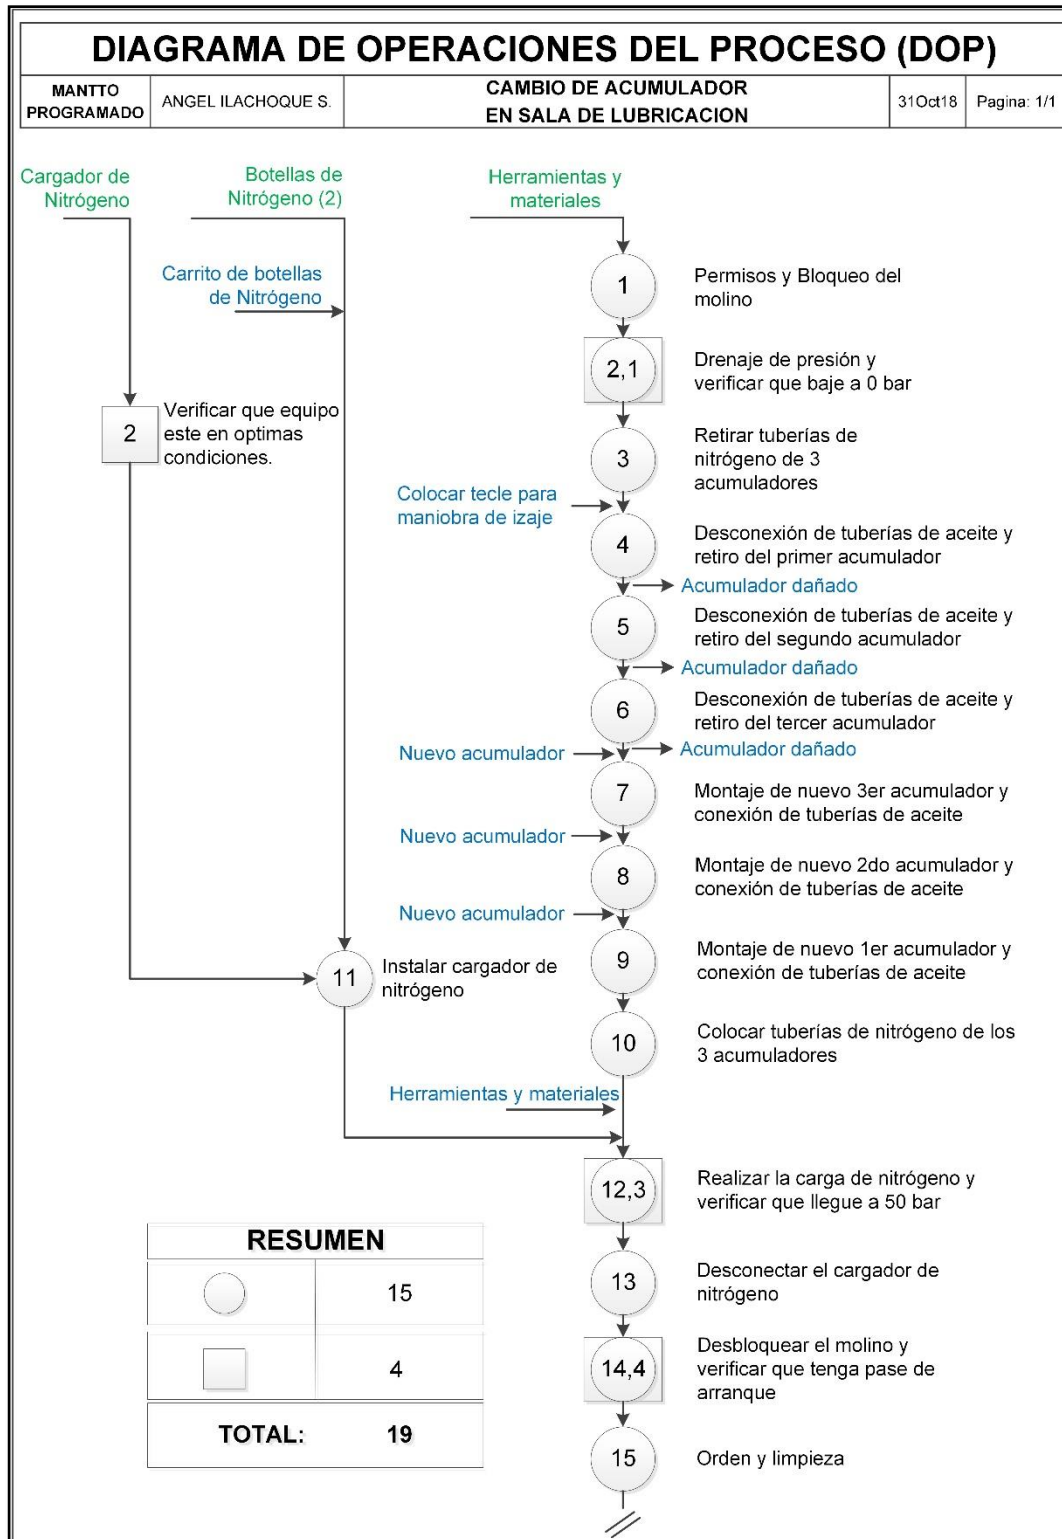 DIAGRAMA DE OPERACIONES DEL PROCESO (DOP)
MANTTO
PROGRAMADO
ANGEL ILACHOQUE S.
CAMBIO DE ACUMULADOR
EN SALA DE LUBRICACION
31Oct18
Pagina: 1/1
Cargador de
Nitrógeno
Botellas de
Nitrógeno (2)
Herramientas y
materiales
Carrito de botellas
de Nitrógeno
1
Permisos y Bloqueo del
molino
2,1
Drenaje de presión y
verificar que baje a 0 bar
2
Verificar que equipo
este en optimas
condiciones.
3
Retirar tuberías de
nitrógeno de 3
acumuladores
Colocar tecle para
maniobra de izaje
4
Desconexión de tuberías de aceite y
retiro del primer acumulador
Acumulador dañado
5
Desconexión de tuberías de aceite y
retiro del segundo acumulador
Acumulador dañado
6
Desconexión de tuberías de aceite y
retiro del tercer acumulador
Acumulador dañado
Nuevo acumulador
7
Montaje de nuevo 3er acumulador y
conexión de tuberías de aceite
Nuevo acumulador
8
Montaje de nuevo 2do acumulador y
conexión de tuberías de aceite
Nuevo acumulador
9
Montaje de nuevo 1er acumulador y
conexión de tuberías de aceite
11
Instalar cargador de
nitrógeno
10
Colocar tuberías de nitrógeno de los
3 acumuladores
Herramientas y materiales
12,3
Realizar la carga de nitrógeno y
verificar que llegue a 50 bar
13
Desconectar el cargador de
nitrógeno
14,4
Desbloquear el molino y
verificar que tenga pase de
arranque
15
Orden y limpieza
RESUMEN
15
4
TOTAL: 19